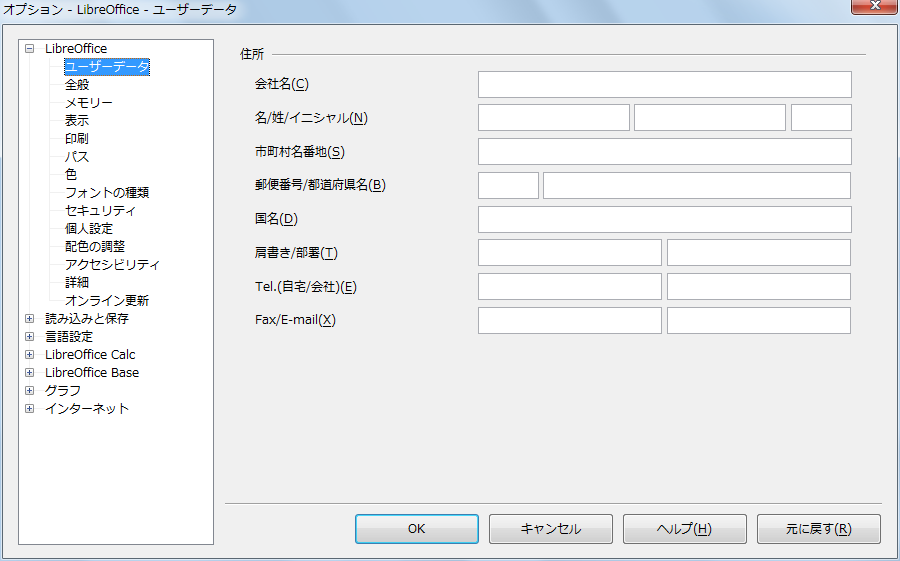 オプション - LibreOffice - ユーザーデータ
LibreOffice
ユーザーデータ
全般
メモリー
表示
印刷
パス
色
フォントの種類
セキュリティ
個人設定
配色の調整
アクセシビリティ
詳細
オンライン更新
読み込みと保存
言語設定
LibreOffice Calc
LibreOffice Base
グラフ
インターネット
住所
会社名(C)
名/姓/イニシャル(N)
市町村名番地(S)
郵便番号/都道府県名(B)
国名(D)
肩書き/部署(T)
Tel.(自宅/会社)(E)
Fax/E-mail(X)
OK
キャンセル
ヘルプ(H)
元に戻す(R)